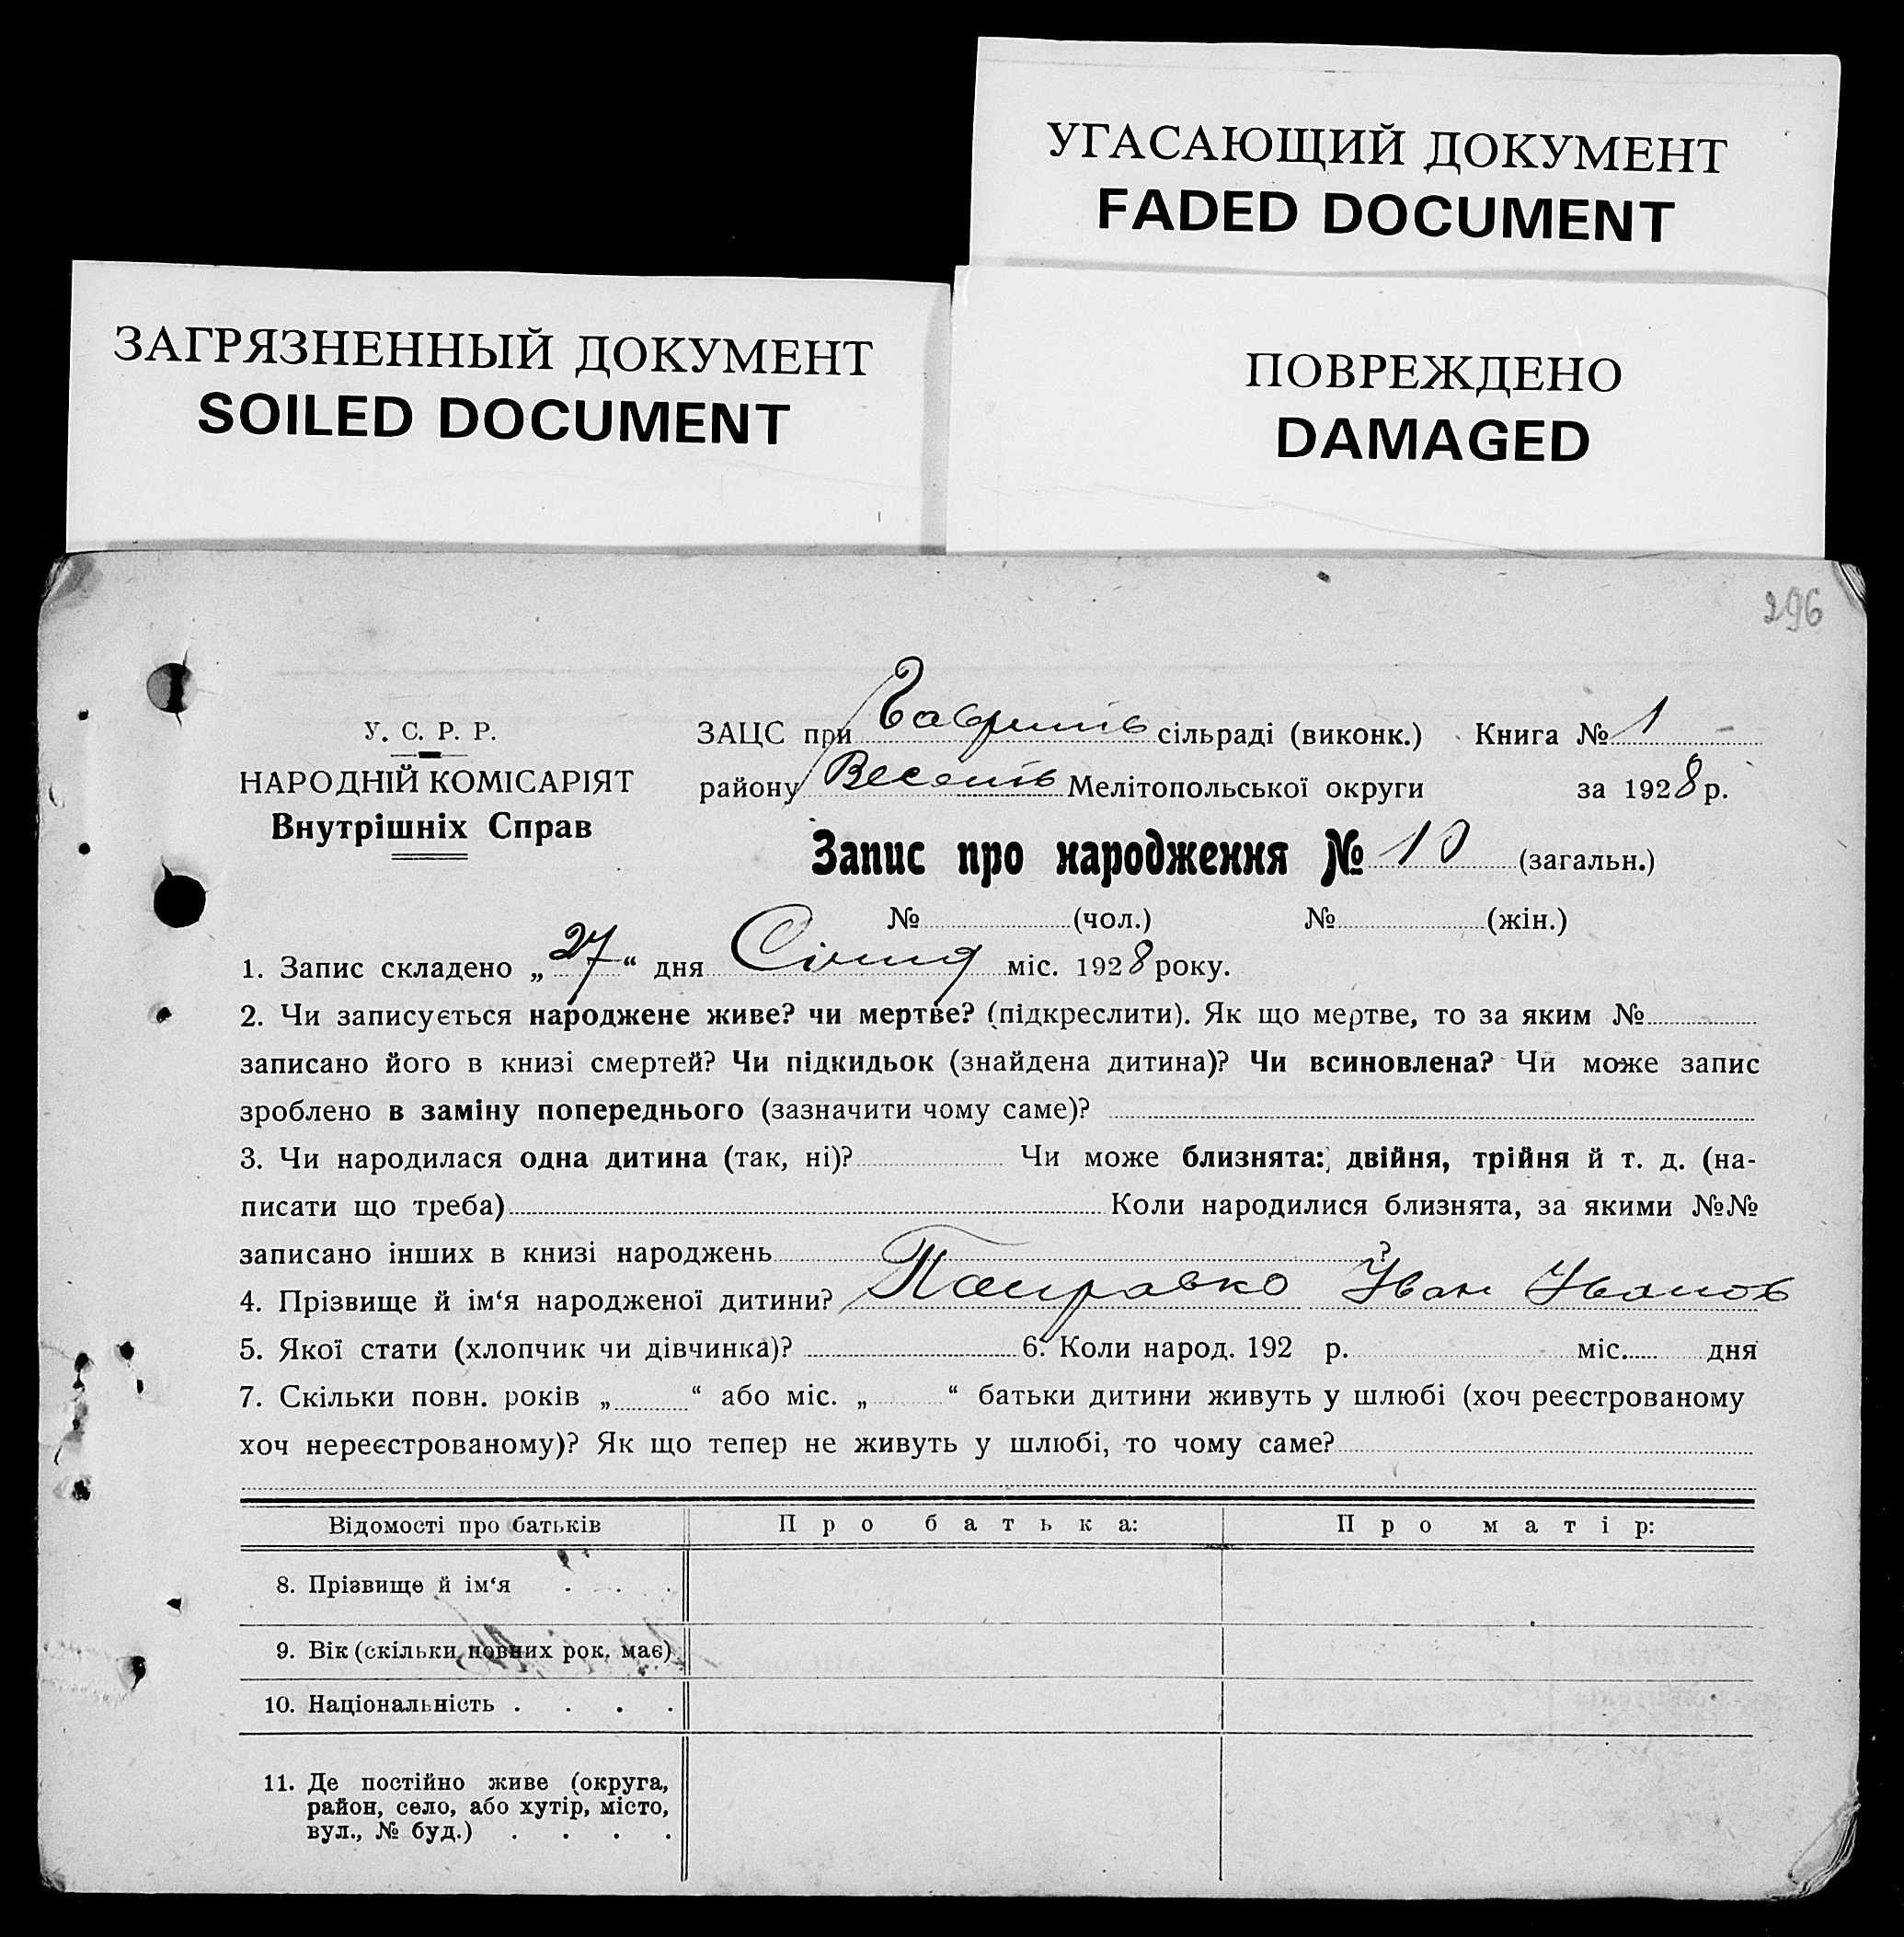 УГАСАЮЩИЙ ДОКУМЕНТ
FADED DOCUMENT
ЗАГРЯЗНЕННЫЙ ДОКУМЕНТ
SOILED DOCUMENT
ПОВРЕЖДЕНО
DAMAGED
296
У. С. Р. Р.
НАРОДНІЙ КОМІСАРІЯТ
Внутрішніх Справ
ЗАЦС при сільраді (виконк.) Книга № 1
району Мелітопольської округи за 1928 р.
Запис про народження № 10 (загальн.)
№ (чол.) № (жін.)
1. Запис складено „27“ дня Січня міс. 1928 року.
2. Чи записується народжене живе? чи мертве? (підкреслити). Як що мертве, то за яким №
записано його в книзі смертей? Чи підкидьок (знайдена дитина)? Чи всиновлена? Чи може запис
зроблено в заміну попереднього (зазначити чому саме)?
3. Чи народилася одна дитина (так, ні)? Чи може близнята: двійня, трійня й т. д. (на-
писати що треба) Коли народилися близнята, за якими №№
записано інших в книзі народжень ?
4. Прізвище й ім‘я народженої дитини? Іван Іванов
5. Якої стати (хлопчик чи дівчинка)? 6. Коли народ. 192 р. міс. дня
7. Скільки повн. років „ “ або міс. „ “ батьки дитини живуть у шлюбі (хоч реєстрованому
хоч нереєстрованому)? Як що тепер не живуть у шлюбі, то чому саме?
Відомості про батьків Про батька: Про матір:
8. Прізвище й ім‘я . . .
9. Вік (скільки повних рок. має)
10. Національність . . . .
11. Де постійно живе (округа,
район, село, або хутір, місто,
вул., № буд.) . . . .